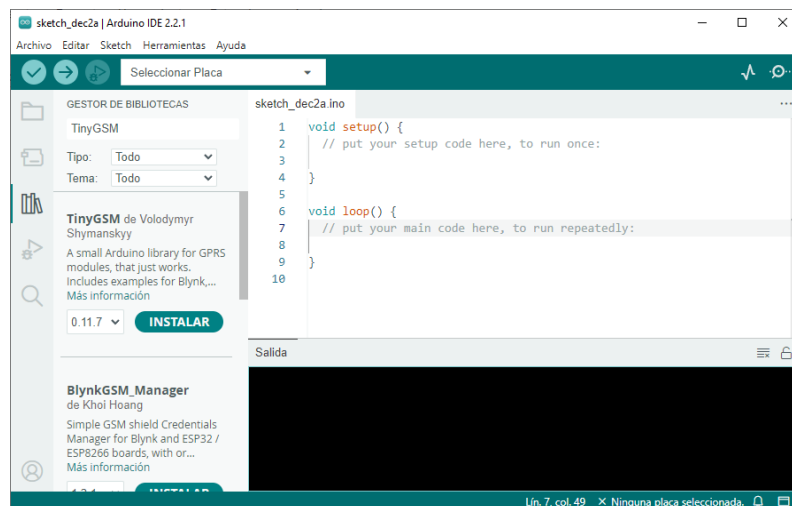 sketch_dec2a | Arduino IDE 2.2.1
Archivo Editar Sketch Herramientas Ayuda
Seleccionar Placa
GESTOR DE BIBLIOTECAS
TinyGSM
Tipo: Todo
Tema: Todo
TinyGSM de Volodymyr
Shymanskyy
A small Arduino library for GPRS
modules, that just works.
Includes examples for Blynk,...
Más información
0.11.7 INSTALAR
BlynkGSM_Manager
de Khoi Hoang
Simple GSM shield Credentials
Manager for Blynk and ESP32 /
ESP8266 boards, with or...
Más información
INSTALAR
sketch_dec2a.ino
1 void setup() {
2 // put your setup code here, to run once:
3
4 }
5
6 void loop() {
7 // put your main code here, to run repeatedly:
8
9 }
10
Salida
Lín. 7, col. 49 × Ninguna placa seleccionada.